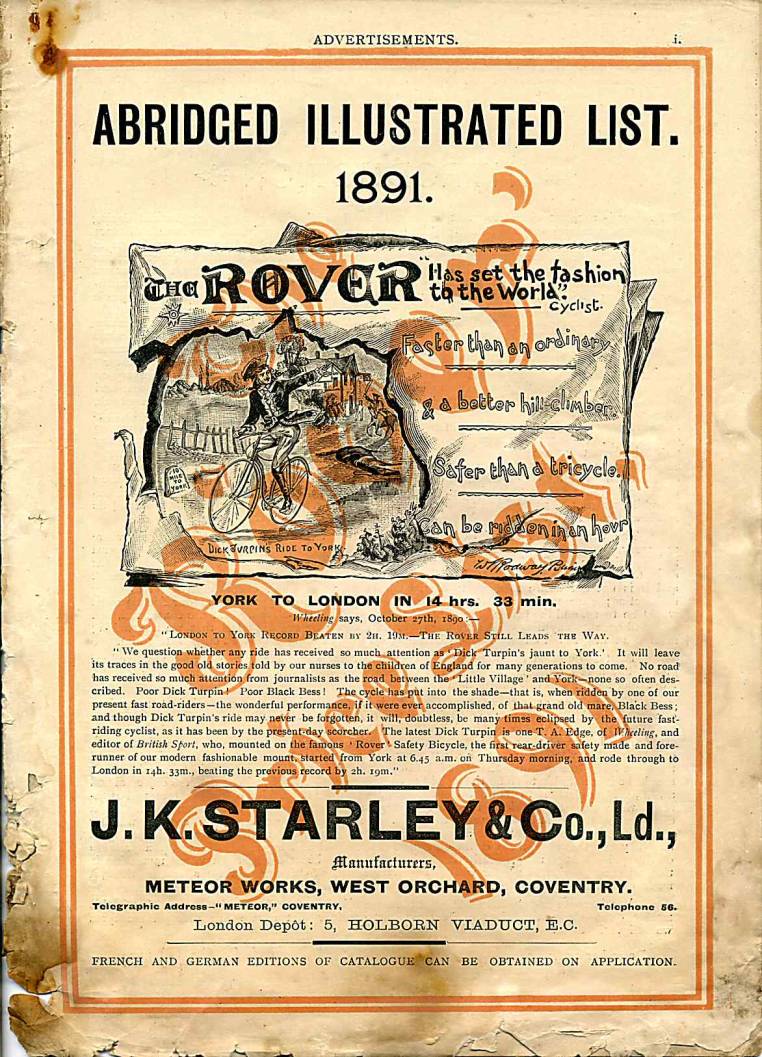 ADVERTISEMENTS. i.
ABRIDGED ILLUSTRATED LIST.
1891.
THE ROVER "Has set the fashion
to the World".
Cyclist.
Faster than an ordinary.
& a better hill-climber.
Safer than a tricycle.
Can be ridden in an hour
10
MILE
TO
YORK
DICK TURPIN'S RIDE TO YORK.
YORK TO LONDON IN 14 hrs. 33 min.
Wheeling says, October 27th, 1890:—
"LONDON TO YORK RECORD BEATEN BY 2H. 19M.—THE ROVER STILL LEADS THE WAY.
"We question whether any ride has received so much attention as 'Dick Turpin's jaunt to York.' It will leave
its traces in the good old stories told by our nurses to the children of England for many generations to come. No road
has received so much attention from journalists as the road between the 'Little Village' and York—none so often des-
cribed. Poor Dick Turpin! Poor Black Bess! The cycle has put into the shade—that is, when ridden by one of our
present fast road-riders—the wonderful performance, if it were ever accomplished, of that grand old mare, Black Bess;
and though Dick Turpin's ride may never be forgotten, it will, doubtless, be many times eclipsed by the future fast-
riding cyclist, as it has been by the present-day scorcher. The latest Dick Turpin is one T. A. Edge, of Wheeling, and
editor of British Sport, who, mounted on the famous 'Rover' Safety Bicycle, the first rear-driver safety made and fore-
runner of our modern fashionable mount, started from York at 6.45 a.m. on Thursday morning, and rode through to
London in 14h. 33m., beating the previous record by 2h. 19m."
J. K. STARLEY & Co., Ld.,
Manufacturers,
METEOR WORKS, WEST ORCHARD, COVENTRY.
Telegraphic Address—"METEOR," COVENTRY. Telephone 56.
London Depôt: 5, HOLBORN VIADUCT, E.C.
FRENCH AND GERMAN EDITIONS OF CATALOGUE CAN BE OBTAINED ON APPLICATION.